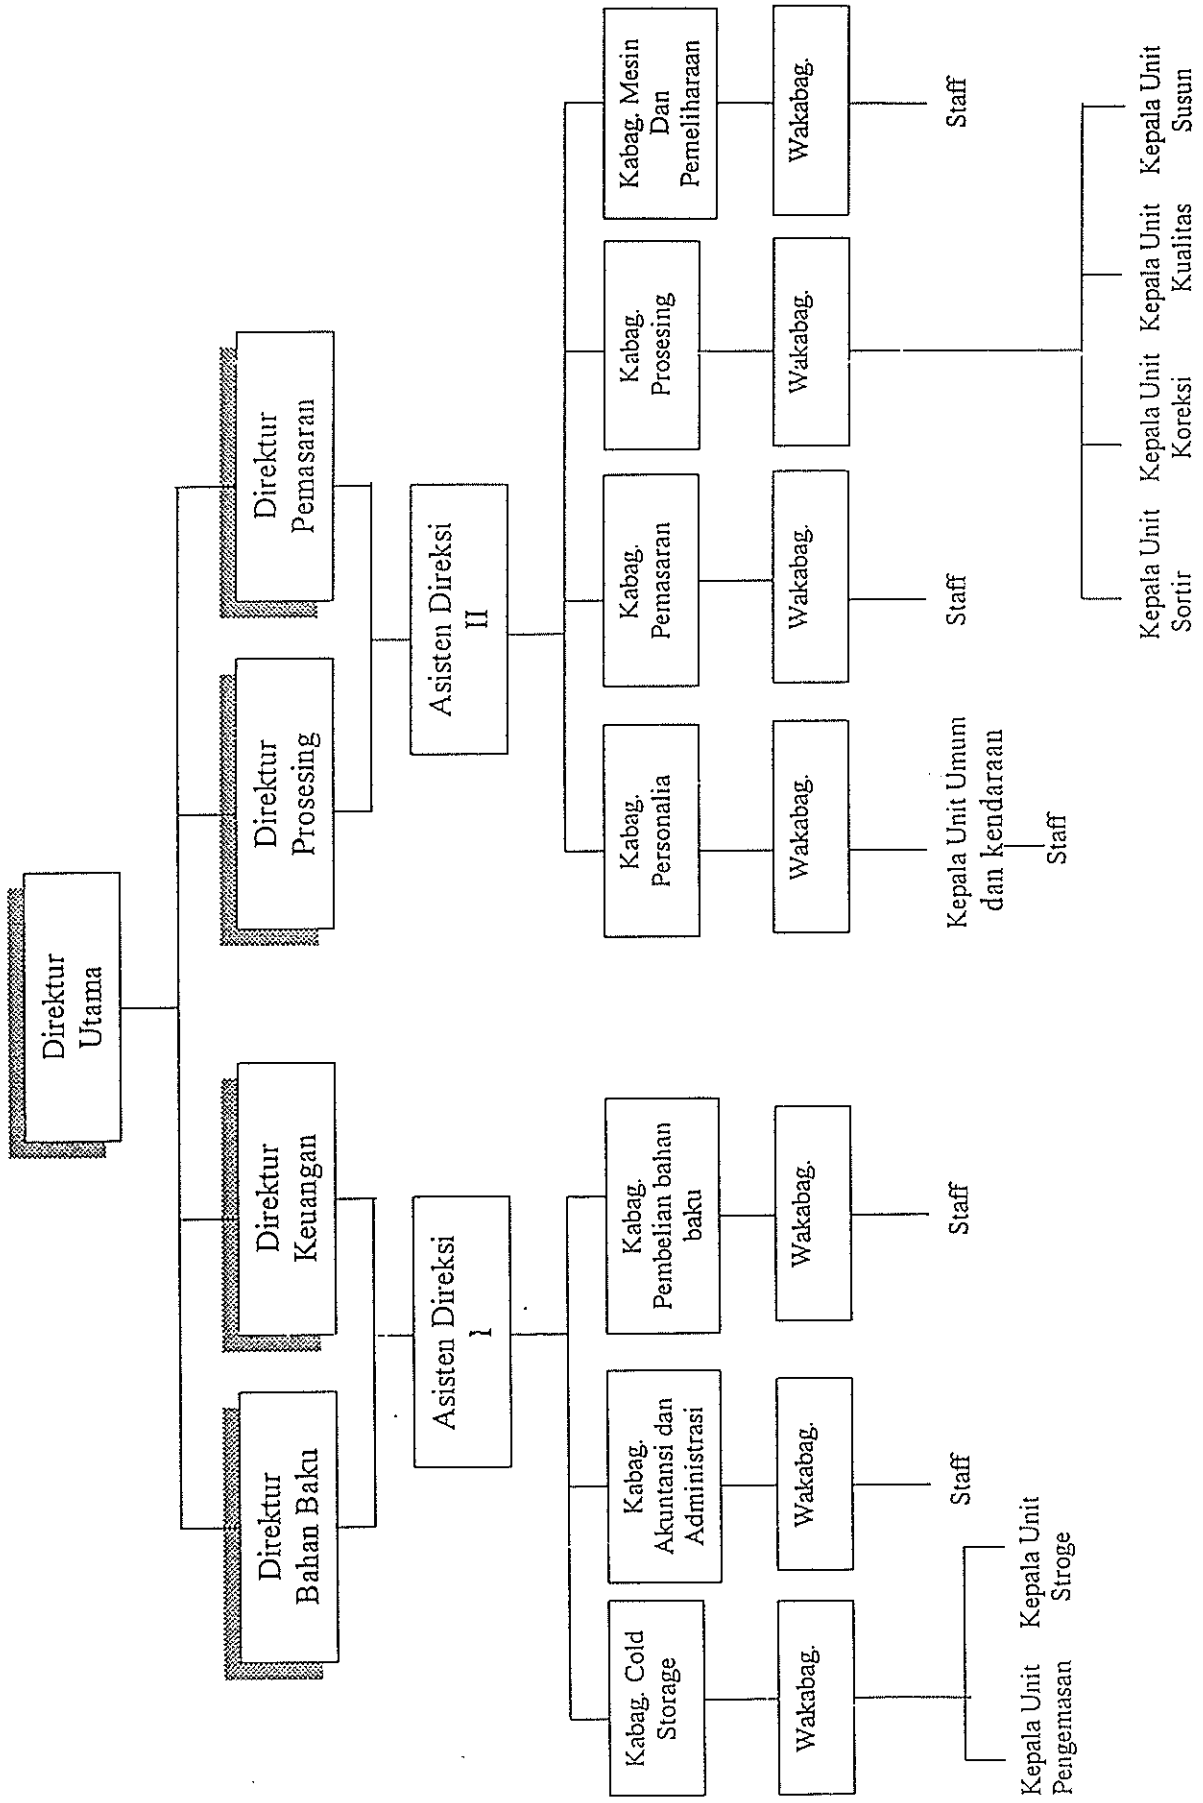 Direktur
Utama
Direktur
Bahan Baku
Direktur
Keuangan
Direktur
Prosesing
Direktur
Pemasaran
Asisten Direksi
I
Asisten Direksi
II
Kabag. Cold
Storage
Kabag.
Akuntansi dan
Administrasi
Kabag.
Pembelian bahan
baku
Kabag.
Personalia
Kabag.
Pemasaran
Kabag.
Prosesing
Kabag. Mesin
Dan
Pemeliharaan
Wakabag.
Wakabag.
Wakabag.
Wakabag.
Wakabag.
Wakabag.
Wakabag.
Staff
Staff
Kepala Unit Umum
dan kendaraan
Staff
Staff
Staff
Kepala Unit
Pengemasan
Kepala Unit
Stroge
Kepala Unit
Sortir
Kepala Unit
Koreksi
Kepala Unit
Kualitas
Kepala Unit
Susun